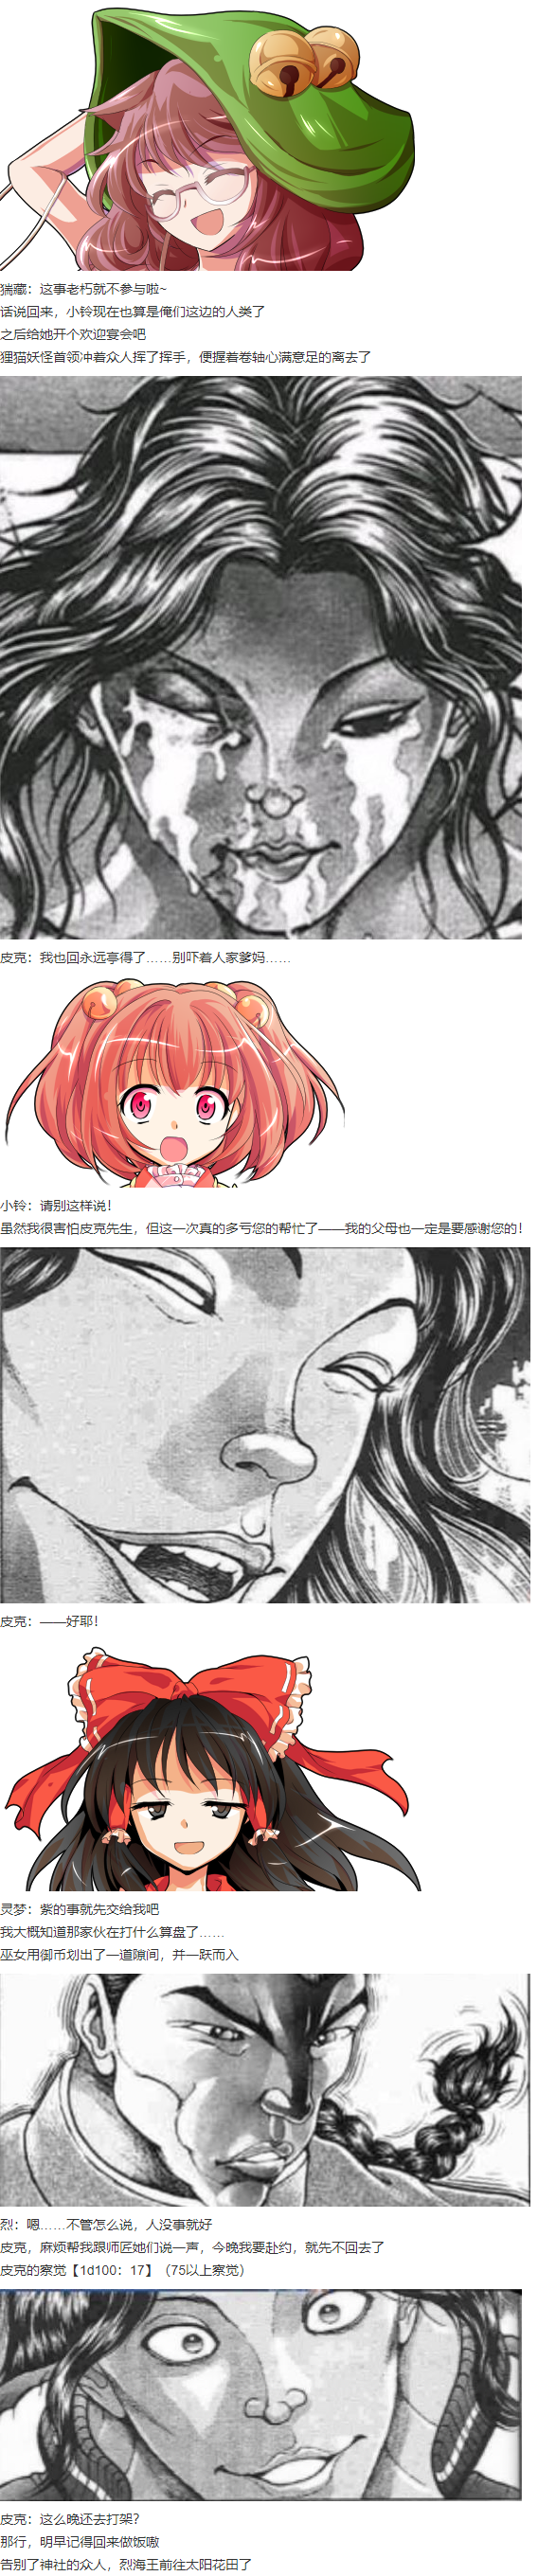 猯藏：这事老朽就不参与啦~
话说回来，小铃现在也算是俺们这边的人类了
之后给她开个欢迎宴会吧
狸猫妖怪首领冲着众人挥了挥手，便握着卷轴心满意足的离去了
皮克：我也回永远亭得了……别吓着人家爹妈……
小铃：请别这样说！
虽然我很害怕皮克先生，但这一次真的多亏您的帮忙了——我的父母也一定是要感谢您的！
皮克：——好耶！
灵梦：紫的事就先交给我吧
我大概知道那家伙在打什么算盘了……
巫女用御币划出了一道隙间，并一跃而入
烈：嗯……不管怎么说，人没事就好
皮克，麻烦帮我跟师匠她们说一声，今晚我要赴约，就先不回去了
皮克的察觉【1d100：17】（75以上察觉）
皮克：这么晚还去打架？
那行，明早记得回来做饭嗷
告别了神社的众人，烈海王前往太阳花田了